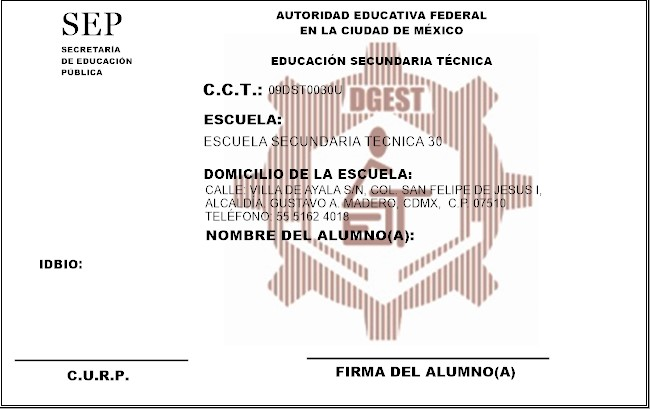 SEP
SECRETARÍA
DE EDUCACIÓN
PÚBLICA
AUTORIDAD EDUCATIVA FEDERAL
EN LA CIUDAD DE MÉXICO
EDUCACIÓN SECUNDARIA TÉCNICA
C.C.T.: 09DST0030U
DGEST
ESCUELA:
ESCUELA SECUNDARIA TECNICA 30
DOMICILIO DE LA ESCUELA:
CALLE: VILLA DE AYALA S/N, COL. SAN FELIPE DE JESUS I,
ALCALDÍA, GUSTAVO A. MADERO, CDMX, C.P. 07510,
TELÉFONO: 55 5162 4018
NOMBRE DEL ALUMNO(A):
IDBIO:
C.U.R.P.
FIRMA DEL ALUMNO(A)